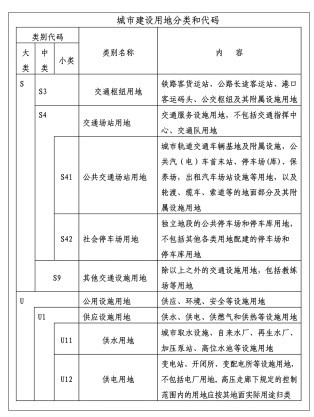 城市建设用地分类和代码
类别代码
类别名称
内 容
大类
中类
小类
S
S3
交通枢纽用地
铁路客货运站、公路长途客运站、港口
客运码头、公交枢纽及其附属设施用地
S4
交通场站用地
交通服务设施用地，不包括交通指挥中
心、交通队用地
S41
公共交通场站用地
城市轨道交通车辆基地及附属设施，公
共汽（电）车首末站、停车场(库)、保
养场，出租汽车场站设施等用地，以及
轮渡、缆车、索道等的地面部分及其附
属设施用地
S42
社会停车场用地
独立地段的公共停车场和停车库用地，
不包括其他各类用地配建的停车场和
停车库用地
S9
其他交通设施用地
除以上之外的交通设施用地，包括教练
场等用地
U
公用设施用地
供应、环境、安全等设施用地
U1
供应设施用地
供水、供电、供燃气和供热等设施用地
U11
供水用地
城市取水设施、自来水厂、再生水厂、
加压泵站、高位水池等设施用地
U12
供电用地
变电站、开闭所、变配电所等设施用地，
不包括电厂用地。高压走廊下规定的控制
范围内的用地应按其地面实际用途归类